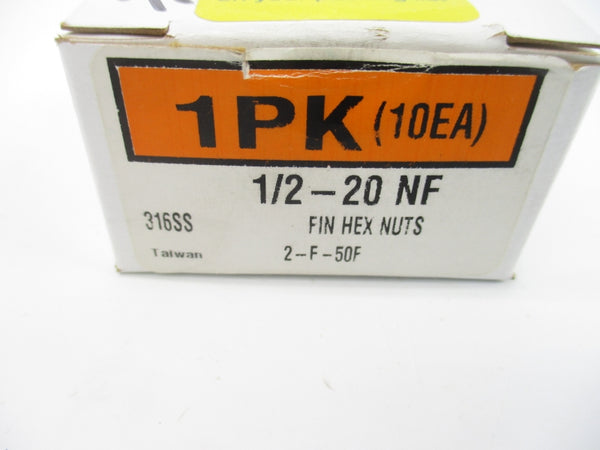 1PK (10EA)
1/2-20 NF
316SS FIN HEX NUTS
Taiwan 2-F-50F